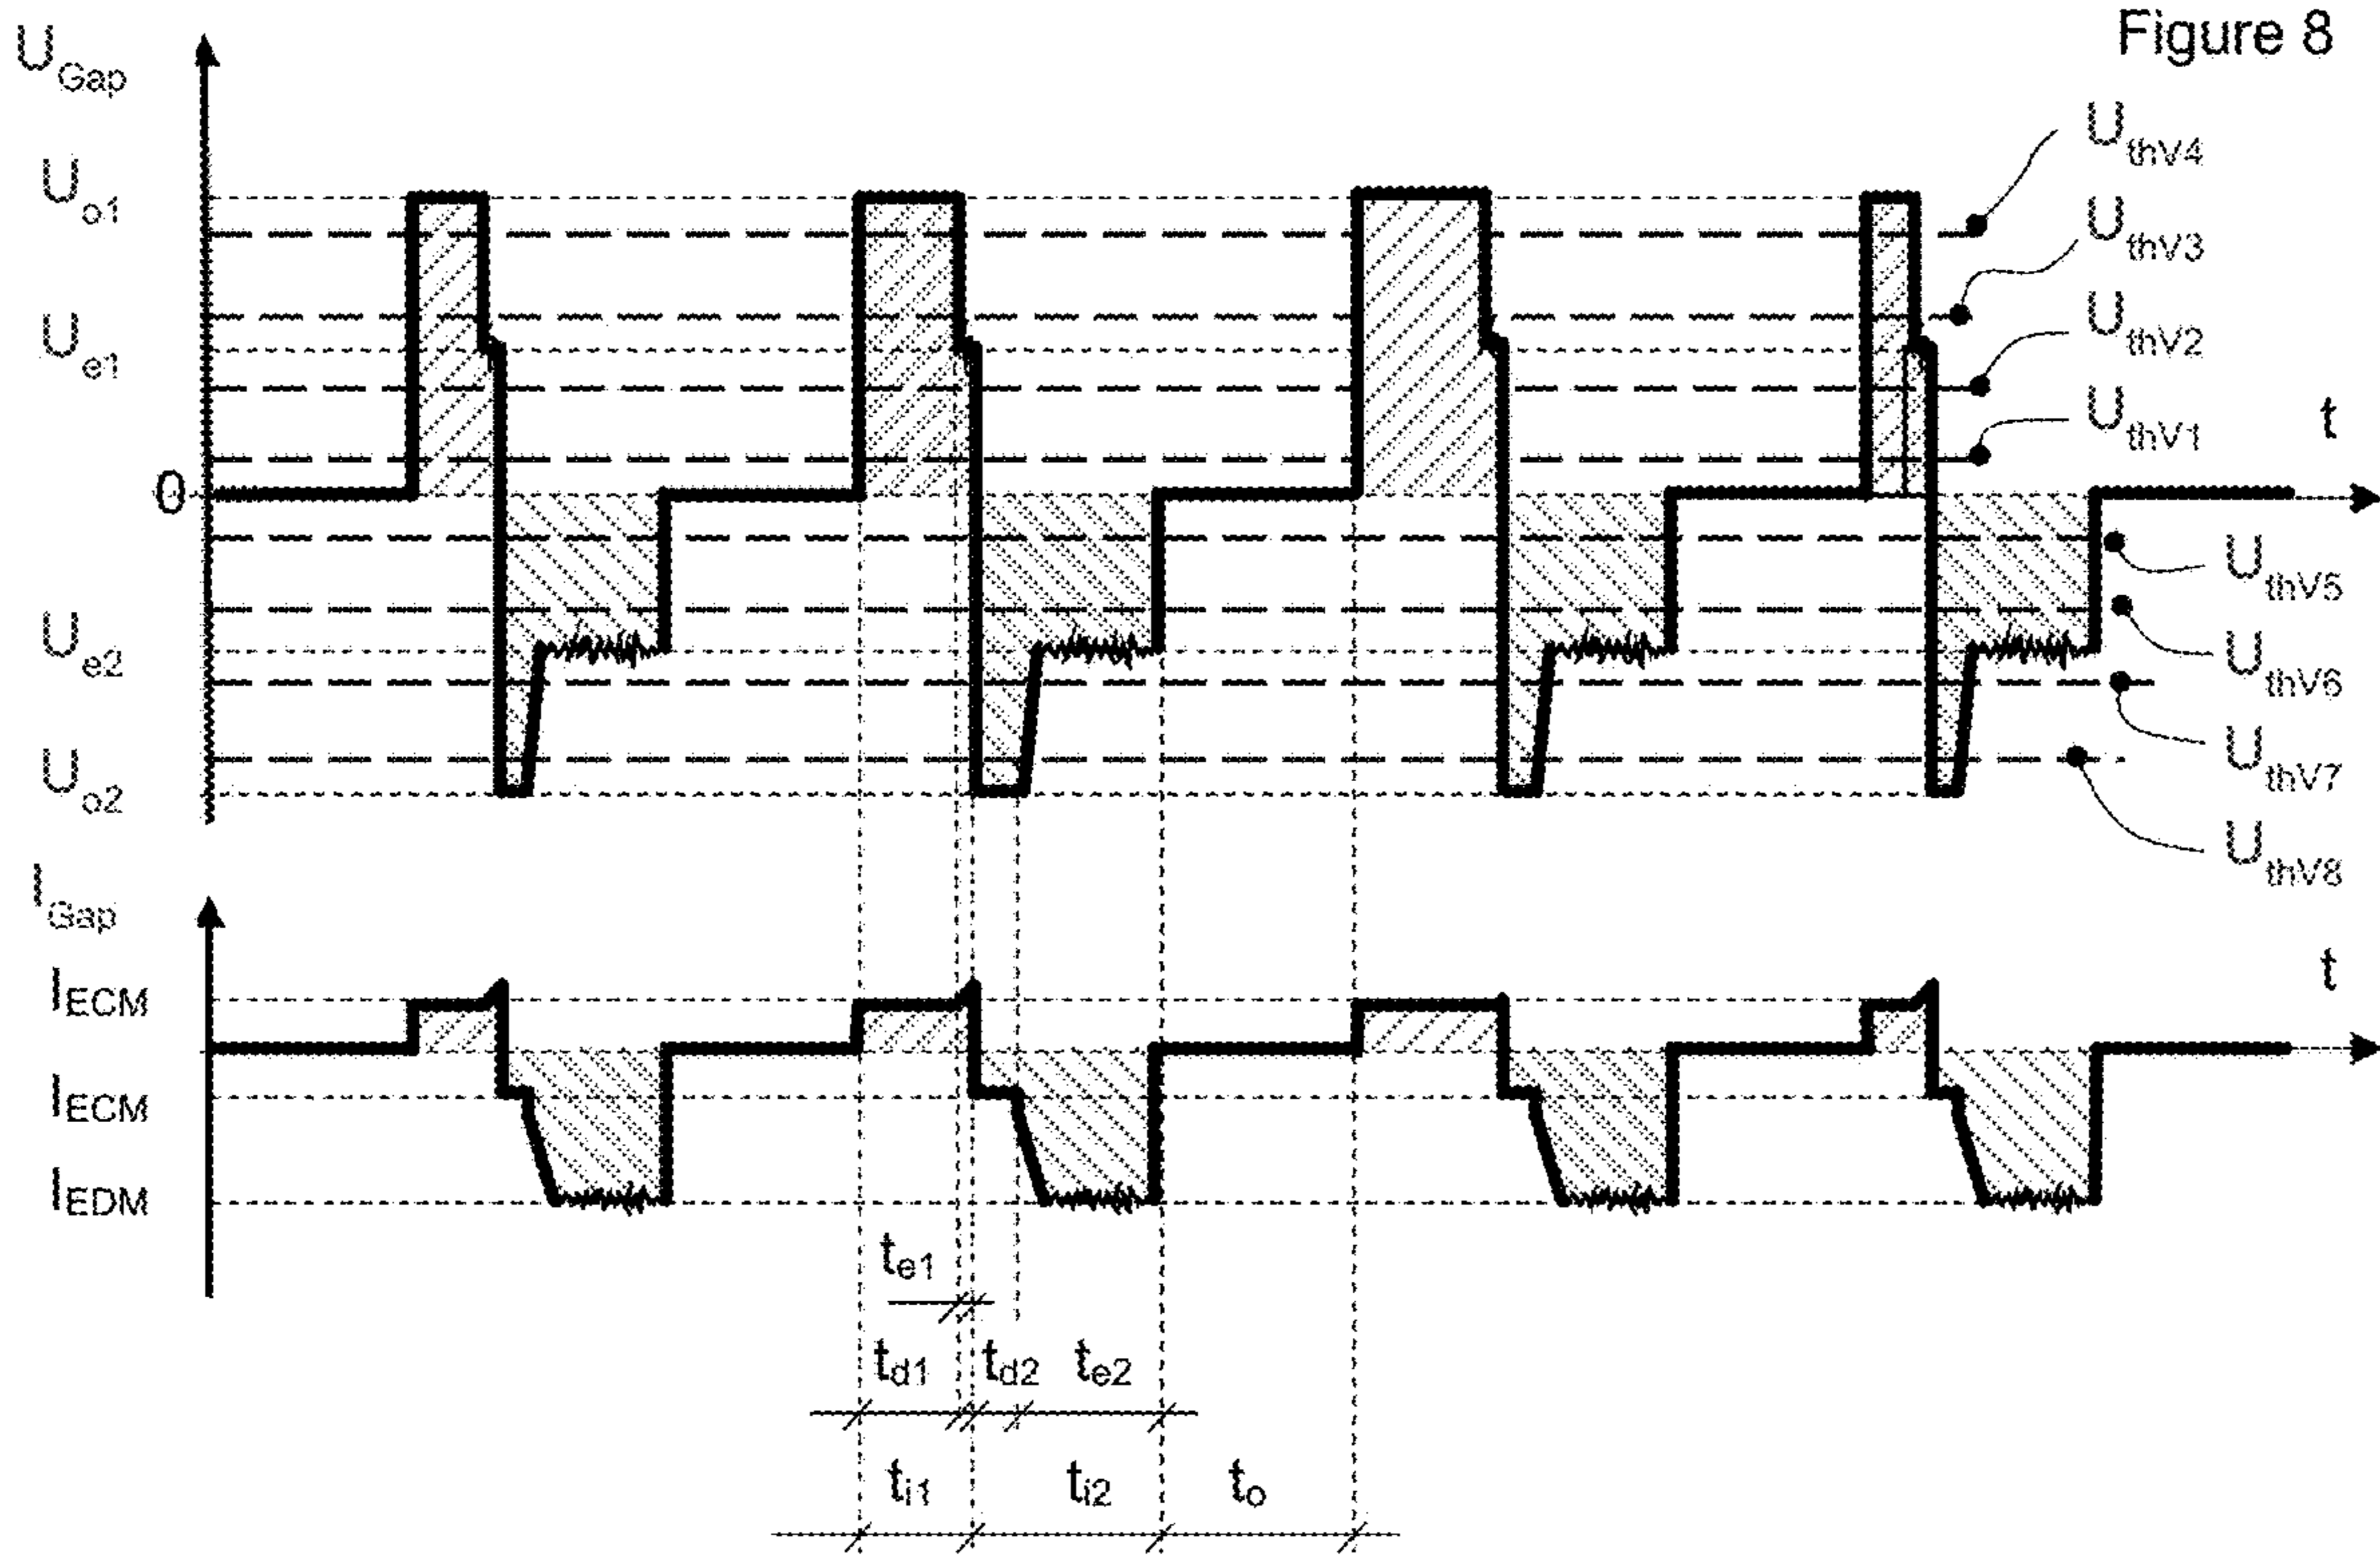 Figure 8
U_Gap
U_thV4
U_o1
U_thV3
U_e1
U_thV2
U_thV1
t
0
U_thV5
U_e2
U_thV6
U_thV7
U_o2
U_thV8
I_Gap
I_ECM
t
I_ECM
I_EDM
t_e1
t_d1 t_d2 t_e2
t_i1 t_i2 t_o